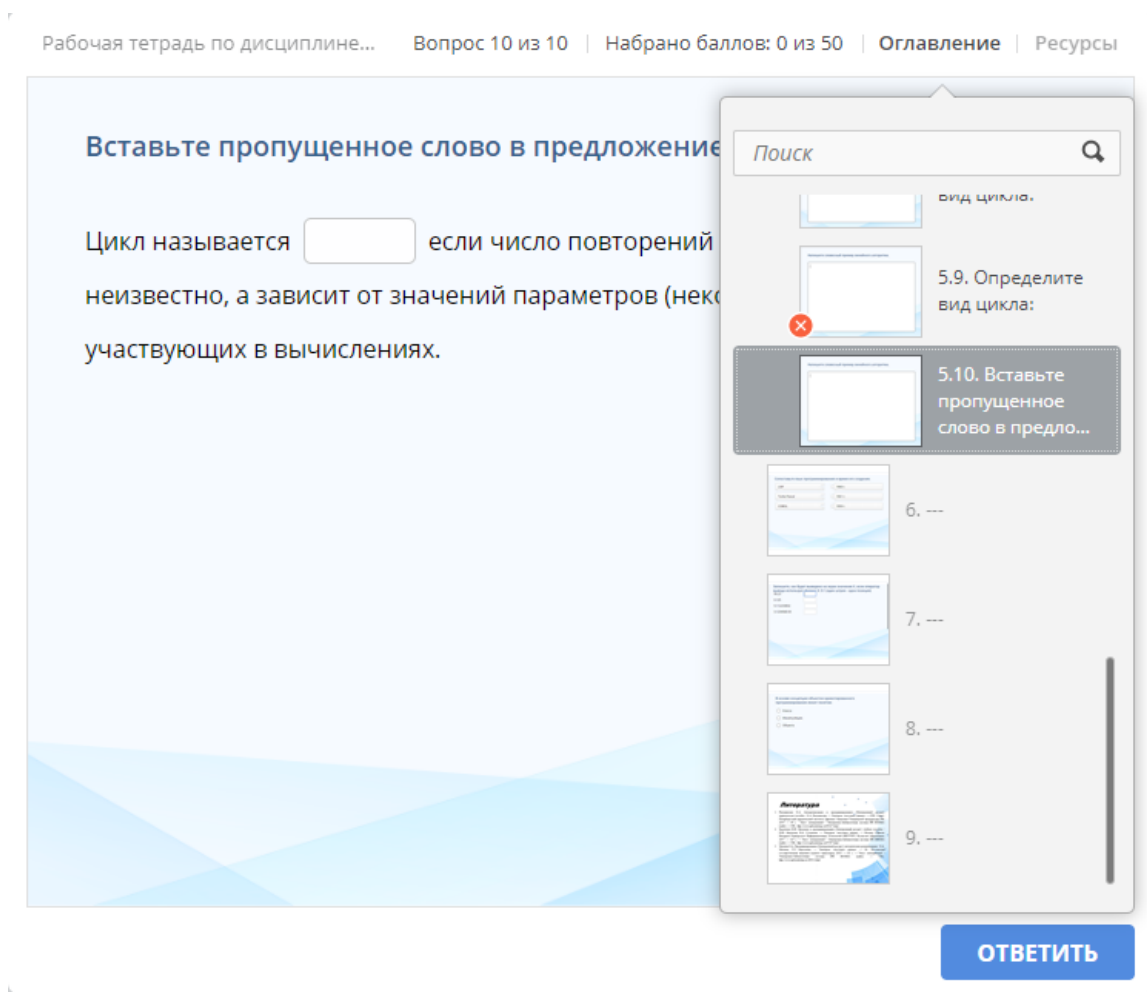 Рабочая тетрадь по дисциплине... Вопрос 10 из 10 | Набрано баллов: 0 из 50 | Оглавление | Ресурсы
Вставьте пропущенное слово в предложение
Цикл называется если число повторений
неизвестно, а зависит от значений параметров (неко
участвующих в вычислениях.
Поиск
вид цикла.
5.9. Определите
вид цикла:
5.10. Вставьте
пропущенное
слово в предло...
6. ---
7. ---
8. ---
Литература
9. ---
ОТВЕТИТЬ